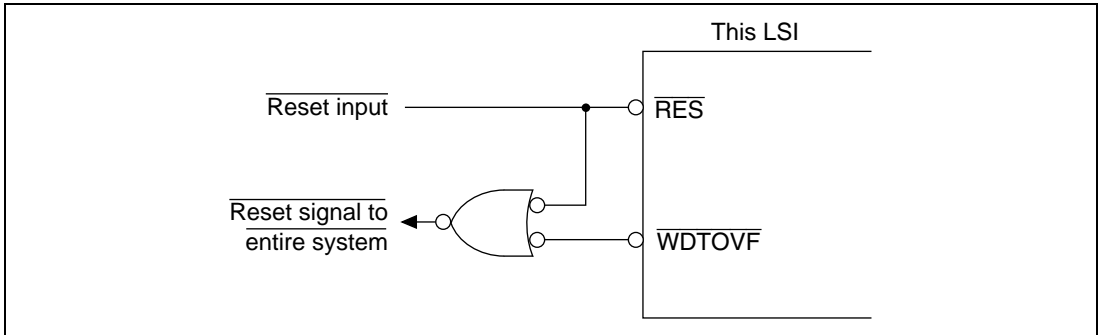 This LSI
Reset input
RES
Reset signal to
entire system
WDTOVF